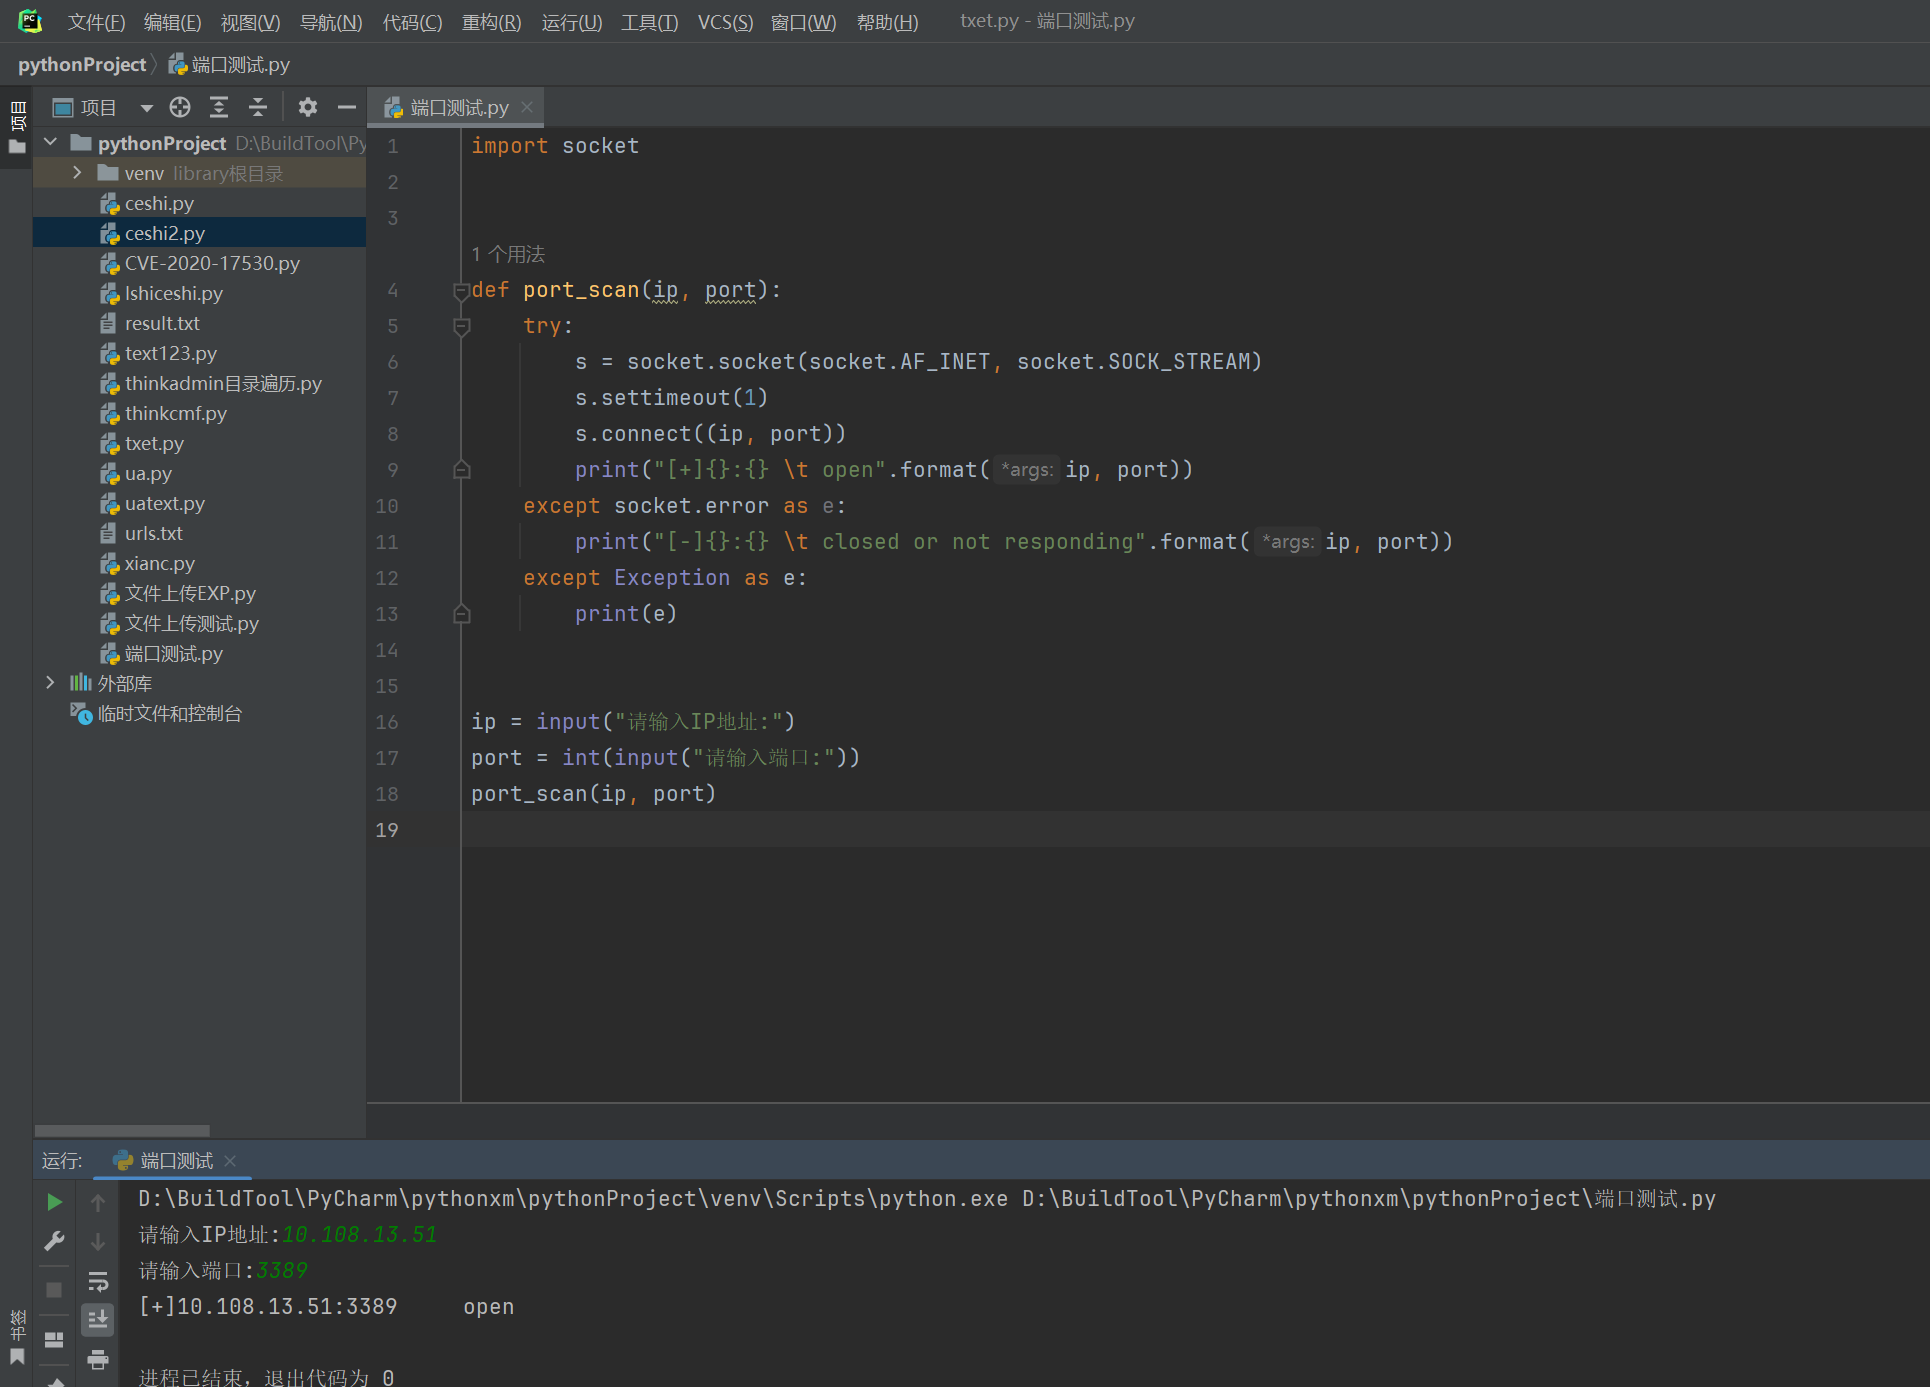 文件(F) 编辑(E) 视图(V) 导航(N) 代码(C) 重构(R) 运行(U) 工具(T) VCS(S) 窗口(W) 帮助(H) txet.py - 端口测试.py
pythonProject 端口测试.py
项目
项目
端口测试.py
pythonProject D:\BuildTool\Py
venv library根目录
ceshi.py
ceshi2.py
CVE-2020-17530.py
lshiceshi.py
result.txt
text123.py
thinkadmin目录遍历.py
thinkcmf.py
txet.py
ua.py
uatext.py
urls.txt
xianc.py
文件上传EXP.py
文件上传测试.py
端口测试.py
外部库
临时文件和控制台
1 import socket
2
3
1 个用法
4 def port_scan(ip, port):
5 try:
6 s = socket.socket(socket.AF_INET, socket.SOCK_STREAM)
7 s.settimeout(1)
8 s.connect((ip, port))
9 print("[+]{}:{} \t open".format( *args: ip, port))
10 except socket.error as e:
11 print("[-]{}:{} \t closed or not responding".format( *args: ip, port))
12 except Exception as e:
13 print(e)
14
15
16 ip = input("请输入IP地址:")
17 port = int(input("请输入端口:"))
18 port_scan(ip, port)
19
运行: 端口测试
D:\BuildTool\PyCharm\pythonxm\pythonProject\venv\Scripts\python.exe D:\BuildTool\PyCharm\pythonxm\pythonProject\端口测试.py
请输入IP地址:10.108.13.51
请输入端口:3389
[+]10.108.13.51:3389 open
进程已结束，退出代码为 0
书签